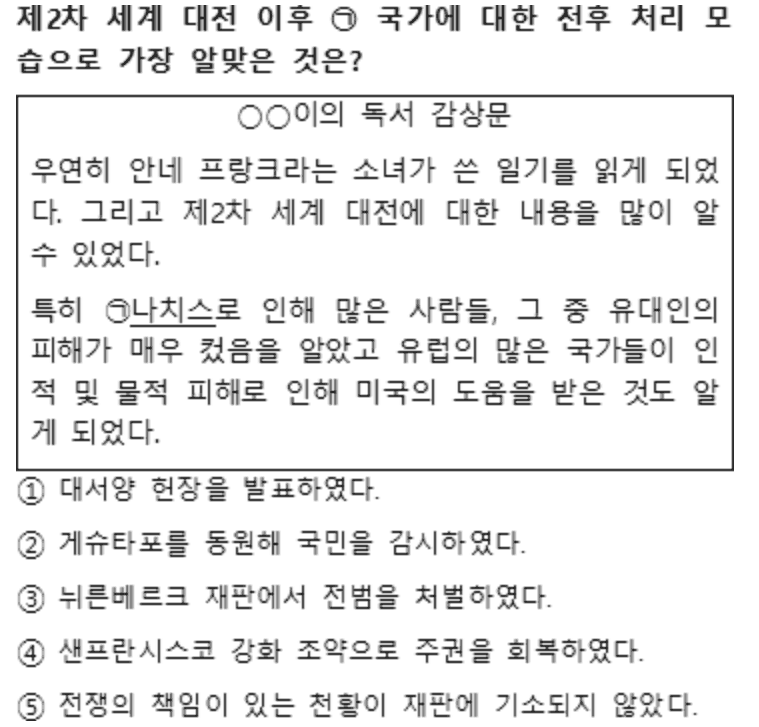 제2차 세계 대전 이후 ㉠ 국가에 대한 전후 처리 모
습으로 가장 알맞은 것은?
○○이의 독서 감상문
우연히 안네 프랑크라는 소녀가 쓴 일기를 읽게 되었
다. 그리고 제2차 세계 대전에 대한 내용을 많이 알
수 있었다.
특히 ㉠나치스로 인해 많은 사람들, 그 중 유대인의
피해가 매우 컸음을 알았고 유럽의 많은 국가들이 인
적 및 물적 피해로 인해 미국의 도움을 받은 것도 알
게 되었다.
① 대서양 헌장을 발표하였다.
② 게슈타포를 동원해 국민을 감시하였다.
③ 뉘른베르크 재판에서 전범을 처벌하였다.
④ 샌프란시스코 강화 조약으로 주권을 회복하였다.
⑤ 전쟁의 책임이 있는 천황이 재판에 기소되지 않았다.